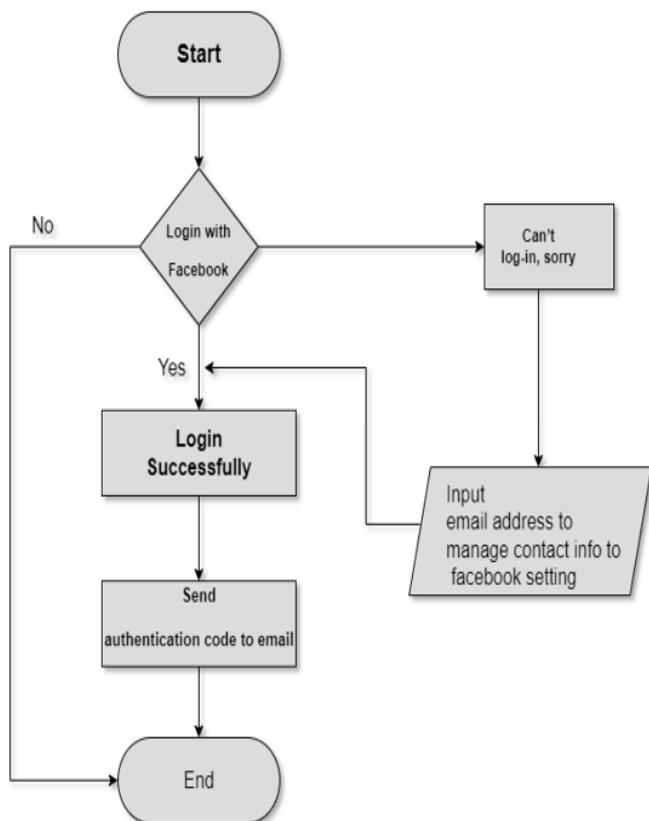 Start
No
Login with
Facebook
Can't
log-in, sorry
Yes
Login
Successfully
Input
email address to
manage contact info to
facebook setting
Send
authentication code to email
End